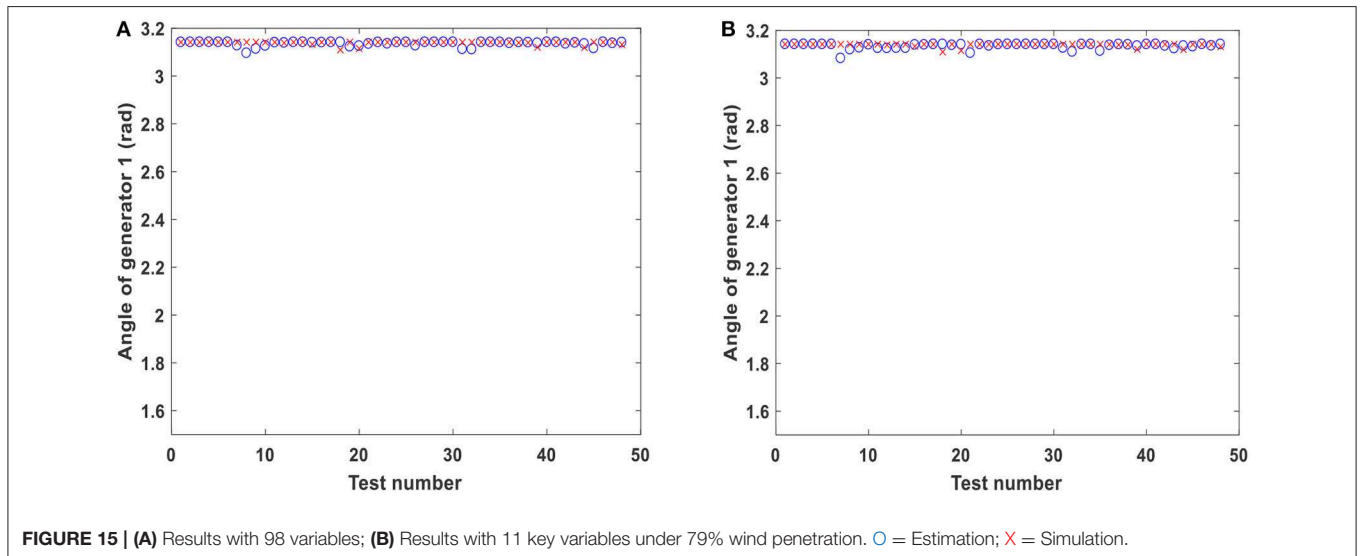 A
3.2
3
2.8
2.6
2.4
2.2
2
1.8
1.6
Angle of generator 1 (rad)
0 10 20 30 40 50
Test number
B
3.2
3
2.8
2.6
2.4
2.2
2
1.8
1.6
Angle of generator 1 (rad)
0 10 20 30 40 50
Test number
FIGURE 15 | (A) Results with 98 variables; (B) Results with 11 key variables under 79% wind penetration. O = Estimation; X = Simulation.